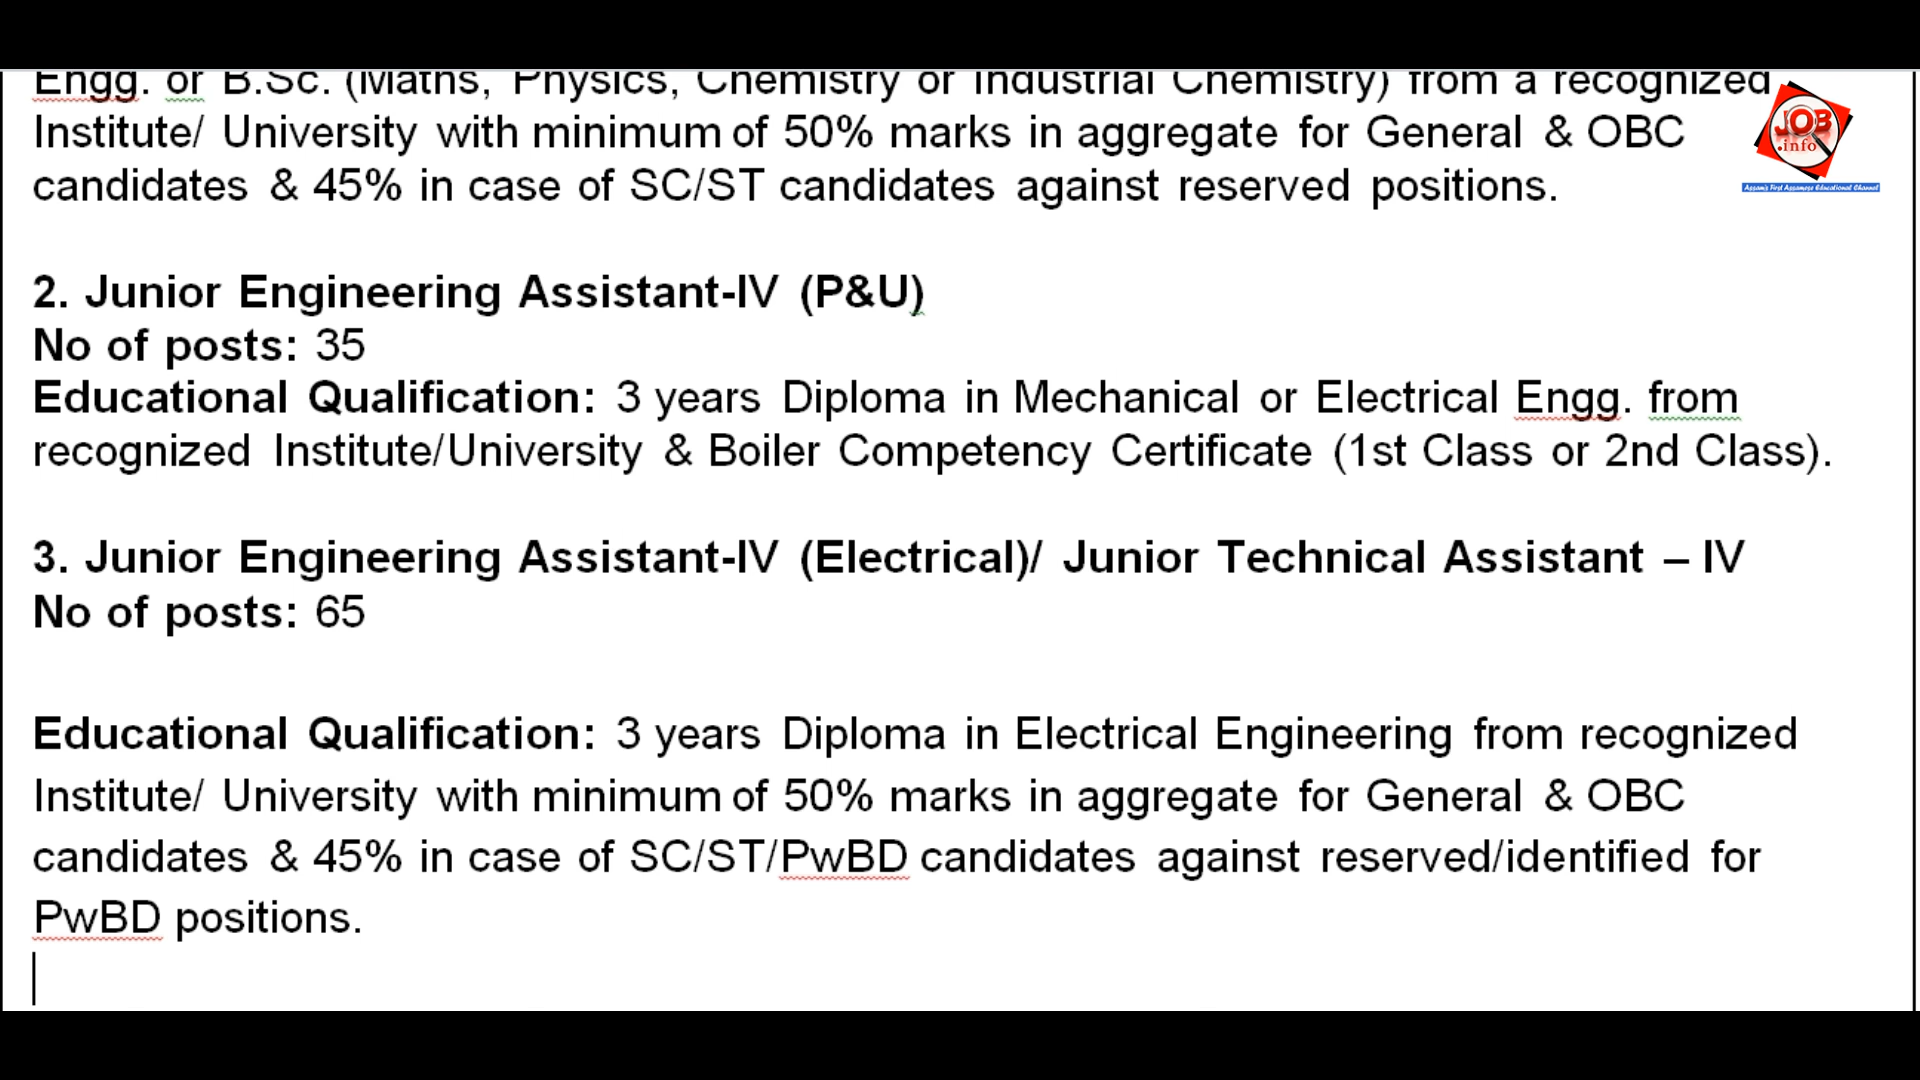 Engg. or B.Sc. (Maths, Physics, Chemistry or Industrial Chemistry) from a recognized
Institute/ University with minimum of 50% marks in aggregate for General & OBC
candidates & 45% in case of SC/ST candidates against reserved positions.
JOB
.info
Assam's First Assamese Educational Channel
2. Junior Engineering Assistant-IV (P&U)
No of posts: 35
Educational Qualification: 3 years Diploma in Mechanical or Electrical Engg. from
recognized Institute/University & Boiler Competency Certificate (1st Class or 2nd Class).
3. Junior Engineering Assistant-IV (Electrical)/ Junior Technical Assistant – IV
No of posts: 65
Educational Qualification: 3 years Diploma in Electrical Engineering from recognized
Institute/ University with minimum of 50% marks in aggregate for General & OBC
candidates & 45% in case of SC/ST/PwBD candidates against reserved/identified for
PwBD positions.